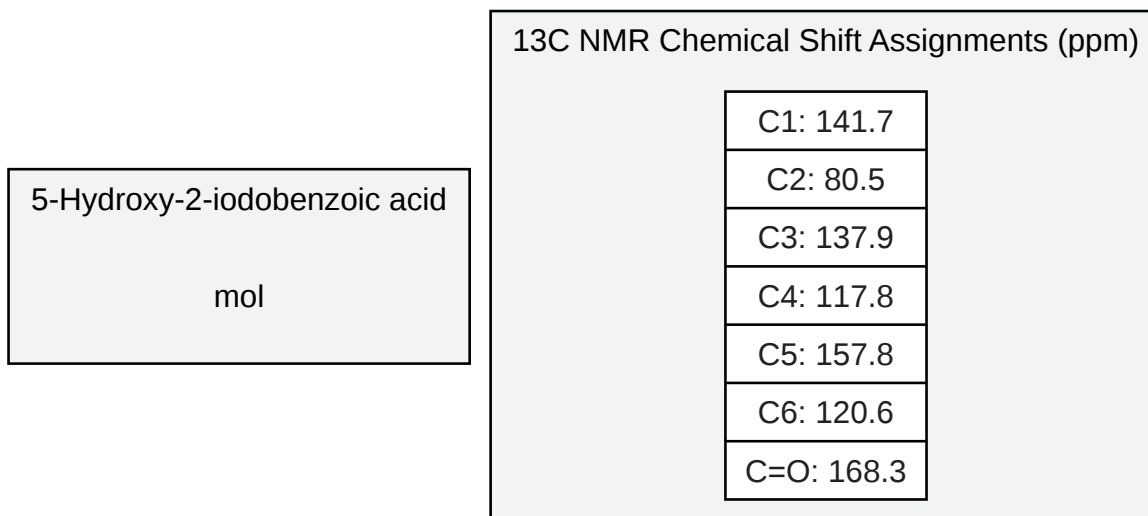 5-Hydroxy-2-iodobenzoic acid
mol
13C NMR Chemical Shift Assignments (ppm)
C1: 141.7
C2: 80.5
C3: 137.9
C4: 117.8
C5: 157.8
C6: 120.6
C=O: 168.3